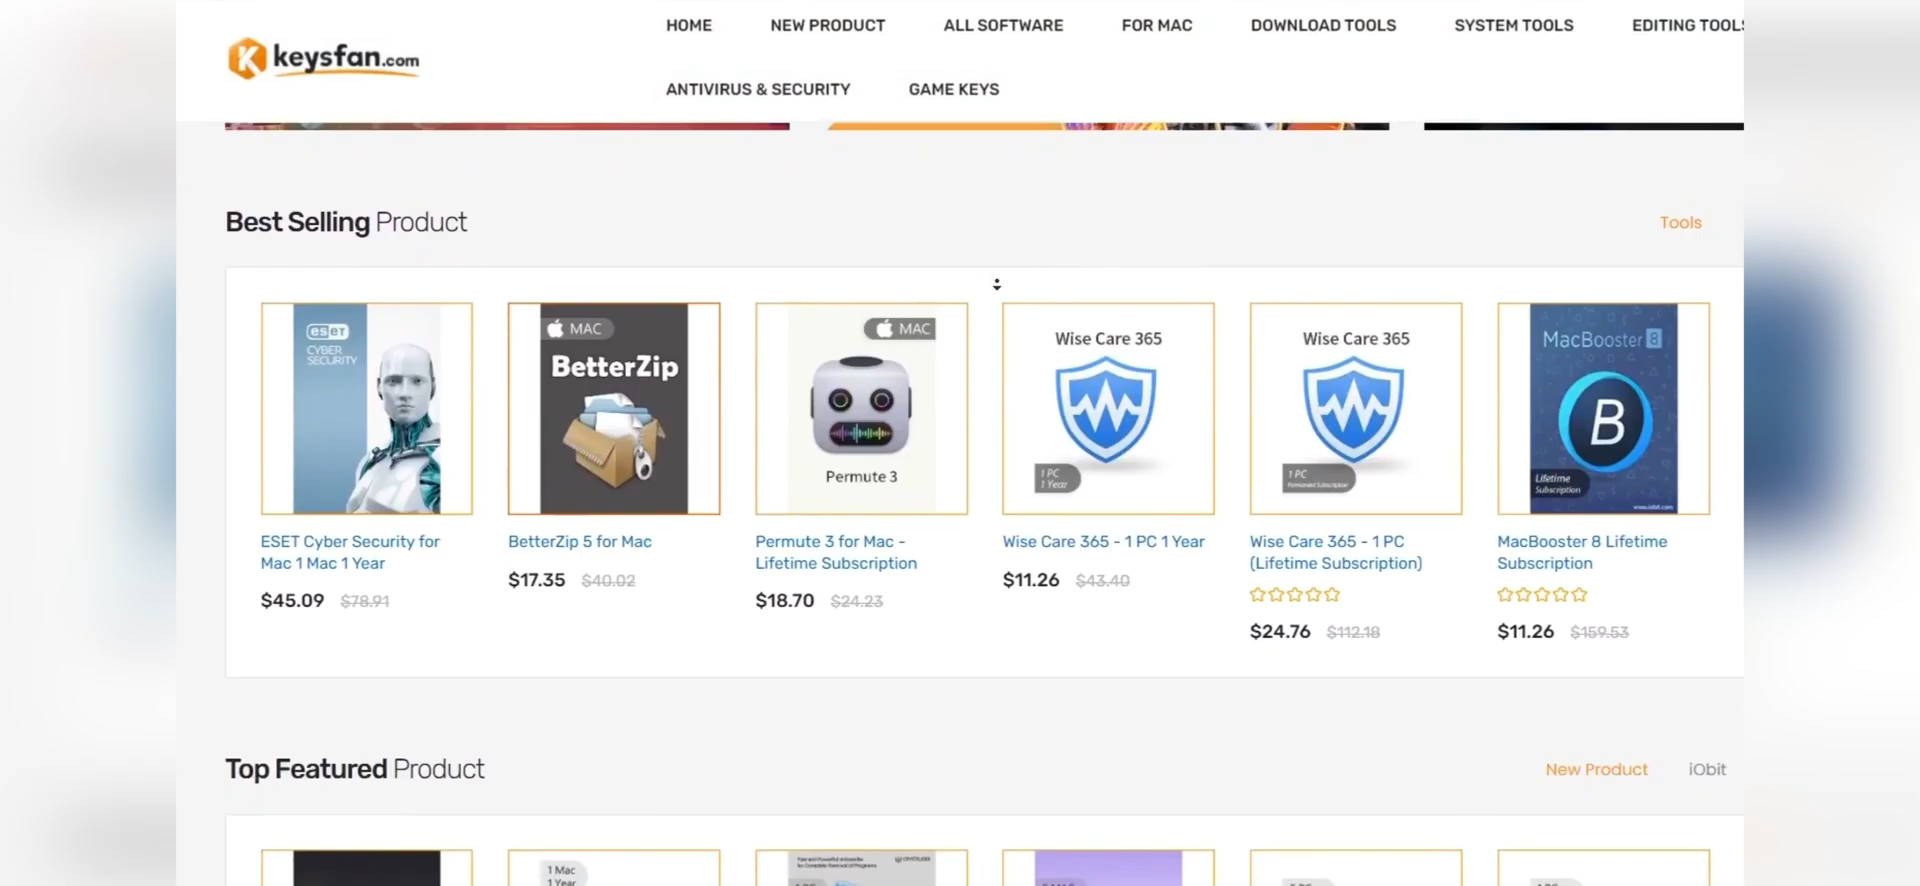 HOME NEW PRODUCT ALL SOFTWARE FOR MAC DOWNLOAD TOOLS SYSTEM TOOLS EDITING TOOLS
keysfan.com
ANTIVIRUS & SECURITY GAME KEYS
Best Selling Product
Tools
eset
CYBER
SECURITY
MAC
BetterZip
MAC
Permute 3
Wise Care 365
1 PC
1 Year
Wise Care 365
1 PC
Permanent Subscription
MacBooster 8
B
Lifetime
Subscription
www.iobit.com
ESET Cyber Security for
Mac 1 Mac 1 Year
$45.09 $78.91
BetterZip 5 for Mac
$17.35 $40.02
Permute 3 for Mac -
Lifetime Subscription
$18.70 $24.23
Wise Care 365 - 1 PC 1 Year
$11.26 $43.40
Wise Care 365 - 1 PC
(Lifetime Subscription)
$24.76 $112.18
MacBooster 8 Lifetime
Subscription
$11.26 $159.53
Top Featured Product
New Product iObit
1 Mac
1 Year